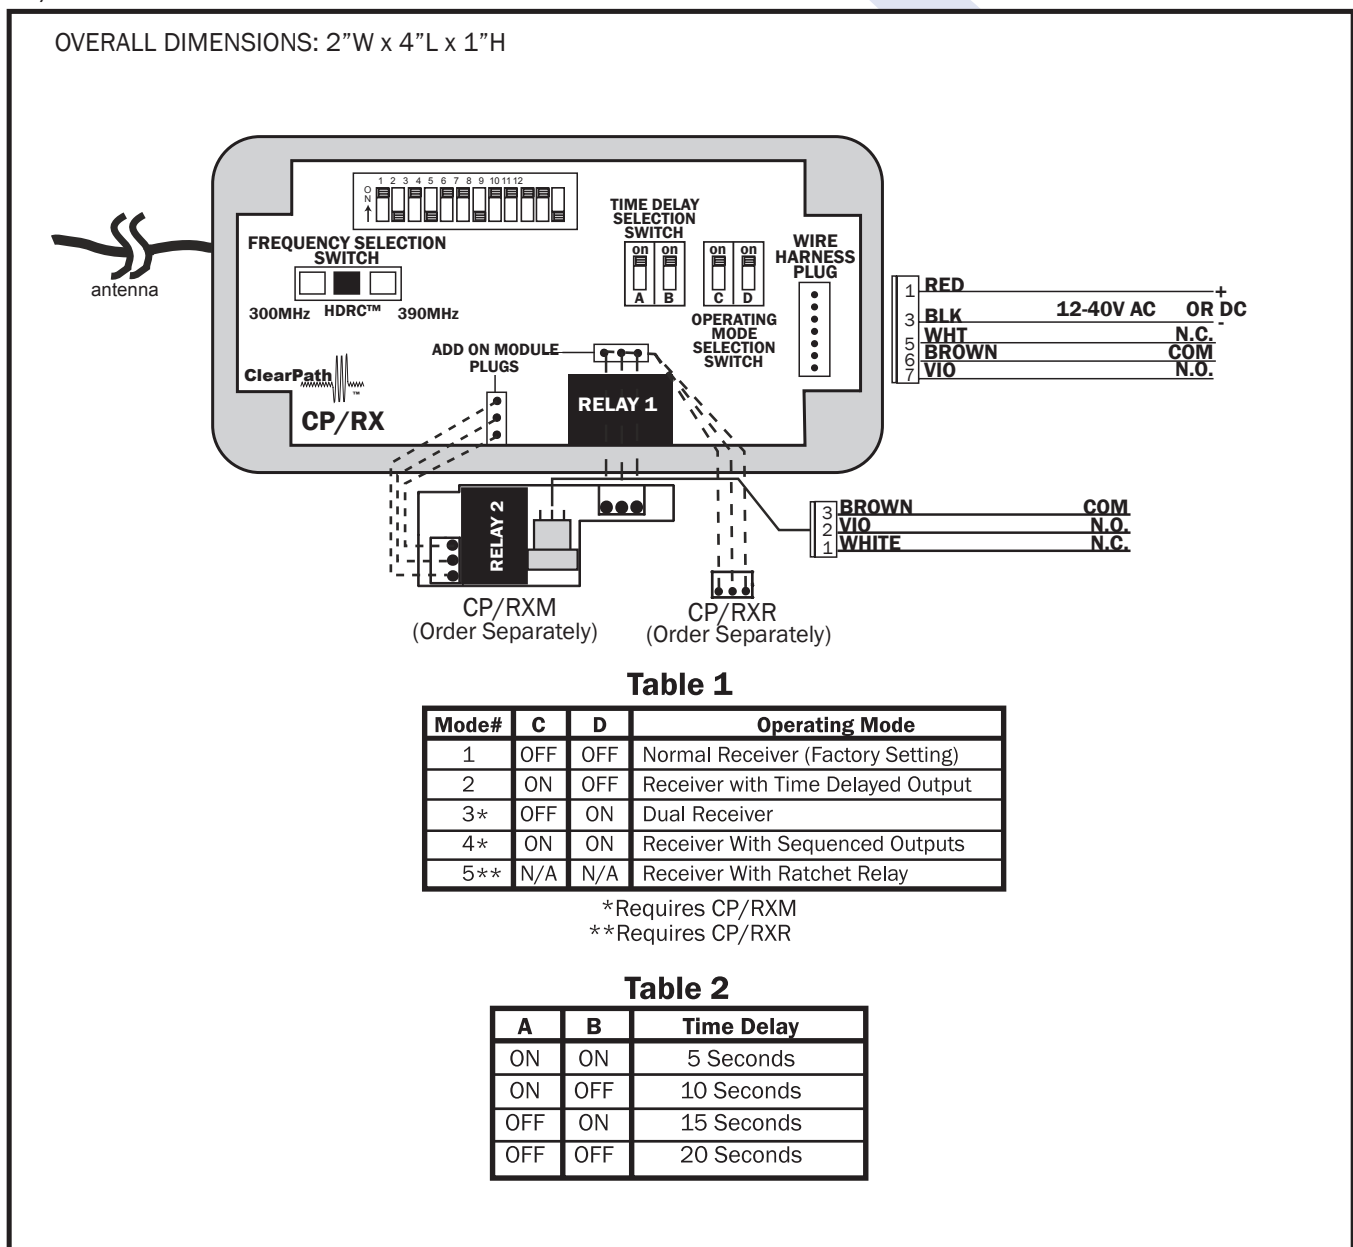 OVERALL DIMENSIONS: 2”W x 4”L x 1”H
1 2 3 4 5 6 7 8 9 10 11 12
ON
FREQUENCY SELECTION
SWITCH
300MHz HDRC™ 390MHz
antenna
ClearPath™
CP/RX
TIME DELAY
SELECTION
SWITCH
on on on on
A B C D
OPERATING
MODE
SELECTION
SWITCH
WIRE
HARNESS
PLUG
ADD ON MODULE
PLUGS
RELAY 1
1 RED +
12-40V AC OR DC
3 BLK -
5 WHT N.C.
6 BROWN COM
7 VIO N.O.
RELAY 2
3 BROWN COM
2 VIO N.O.
1 WHITE N.C.
CP/RXM
(Order Separately)
CP/RXR
(Order Separately)
Table 1
Mode# C D Operating Mode
1 OFF OFF Normal Receiver (Factory Setting)
2 ON OFF Receiver with Time Delayed Output
3* OFF ON Dual Receiver
4* ON ON Receiver With Sequenced Outputs
5** N/A N/A Receiver With Ratchet Relay
*Requires CP/RXM
**Requires CP/RXR
Table 2
A B Time Delay
ON ON 5 Seconds
ON OFF 10 Seconds
OFF ON 15 Seconds
OFF OFF 20 Seconds